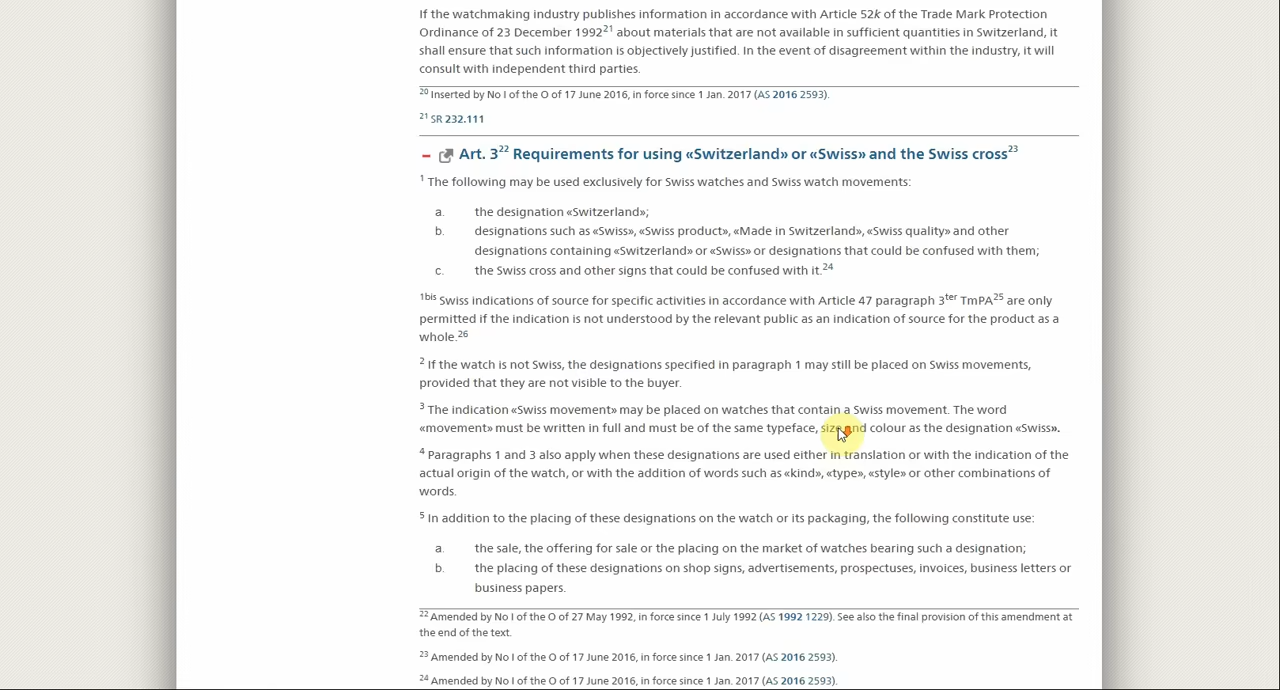 If the watchmaking industry publishes information in accordance with Article 52k of the Trade Mark Protection
Ordinance of 23 December 1992²¹ about materials that are not available in sufficient quantities in Switzerland, it
shall ensure that such information is objectively justified. In the event of disagreement within the industry, it will
consult with independent third parties.
²⁰ Inserted by No I of the O of 17 June 2016, in force since 1 Jan. 2017 (AS 2016 2593).
²¹ SR 232.111
Art. 3²² Requirements for using «Switzerland» or «Swiss» and the Swiss cross²³
¹ The following may be used exclusively for Swiss watches and Swiss watch movements:
a. the designation «Switzerland»;
b. designations such as «Swiss», «Swiss product», «Made in Switzerland», «Swiss quality» and other
designations containing «Switzerland» or «Swiss» or designations that could be confused with them;
c. the Swiss cross and other signs that could be confused with it.²⁴
¹ᵇⁱˢ Swiss indications of source for specific activities in accordance with Article 47 paragraph 3ᵗᵉʳ TmPA²⁵ are only
permitted if the indication is not understood by the relevant public as an indication of source for the product as a
whole.²⁶
² If the watch is not Swiss, the designations specified in paragraph 1 may still be placed on Swiss movements,
provided that they are not visible to the buyer.
³ The indication «Swiss movement» may be placed on watches that contain a Swiss movement. The word
«movement» must be written in full and must be of the same typeface, size and colour as the designation «Swiss».
⁴ Paragraphs 1 and 3 also apply when these designations are used either in translation or with the indication of the
actual origin of the watch, or with the addition of words such as «kind», «type», «style» or other combinations of
words.
⁵ In addition to the placing of these designations on the watch or its packaging, the following constitute use:
a. the sale, the offering for sale or the placing on the market of watches bearing such a designation;
b. the placing of these designations on shop signs, advertisements, prospectuses, invoices, business letters or
business papers.
²² Amended by No I of the O of 27 May 1992, in force since 1 July 1992 (AS 1992 1229). See also the final provision of this amendment at
the end of the text.
²³ Amended by No I of the O of 17 June 2016, in force since 1 Jan. 2017 (AS 2016 2593).
²⁴ Amended by No I of the O of 17 June 2016, in force since 1 Jan. 2017 (AS 2016 2593).